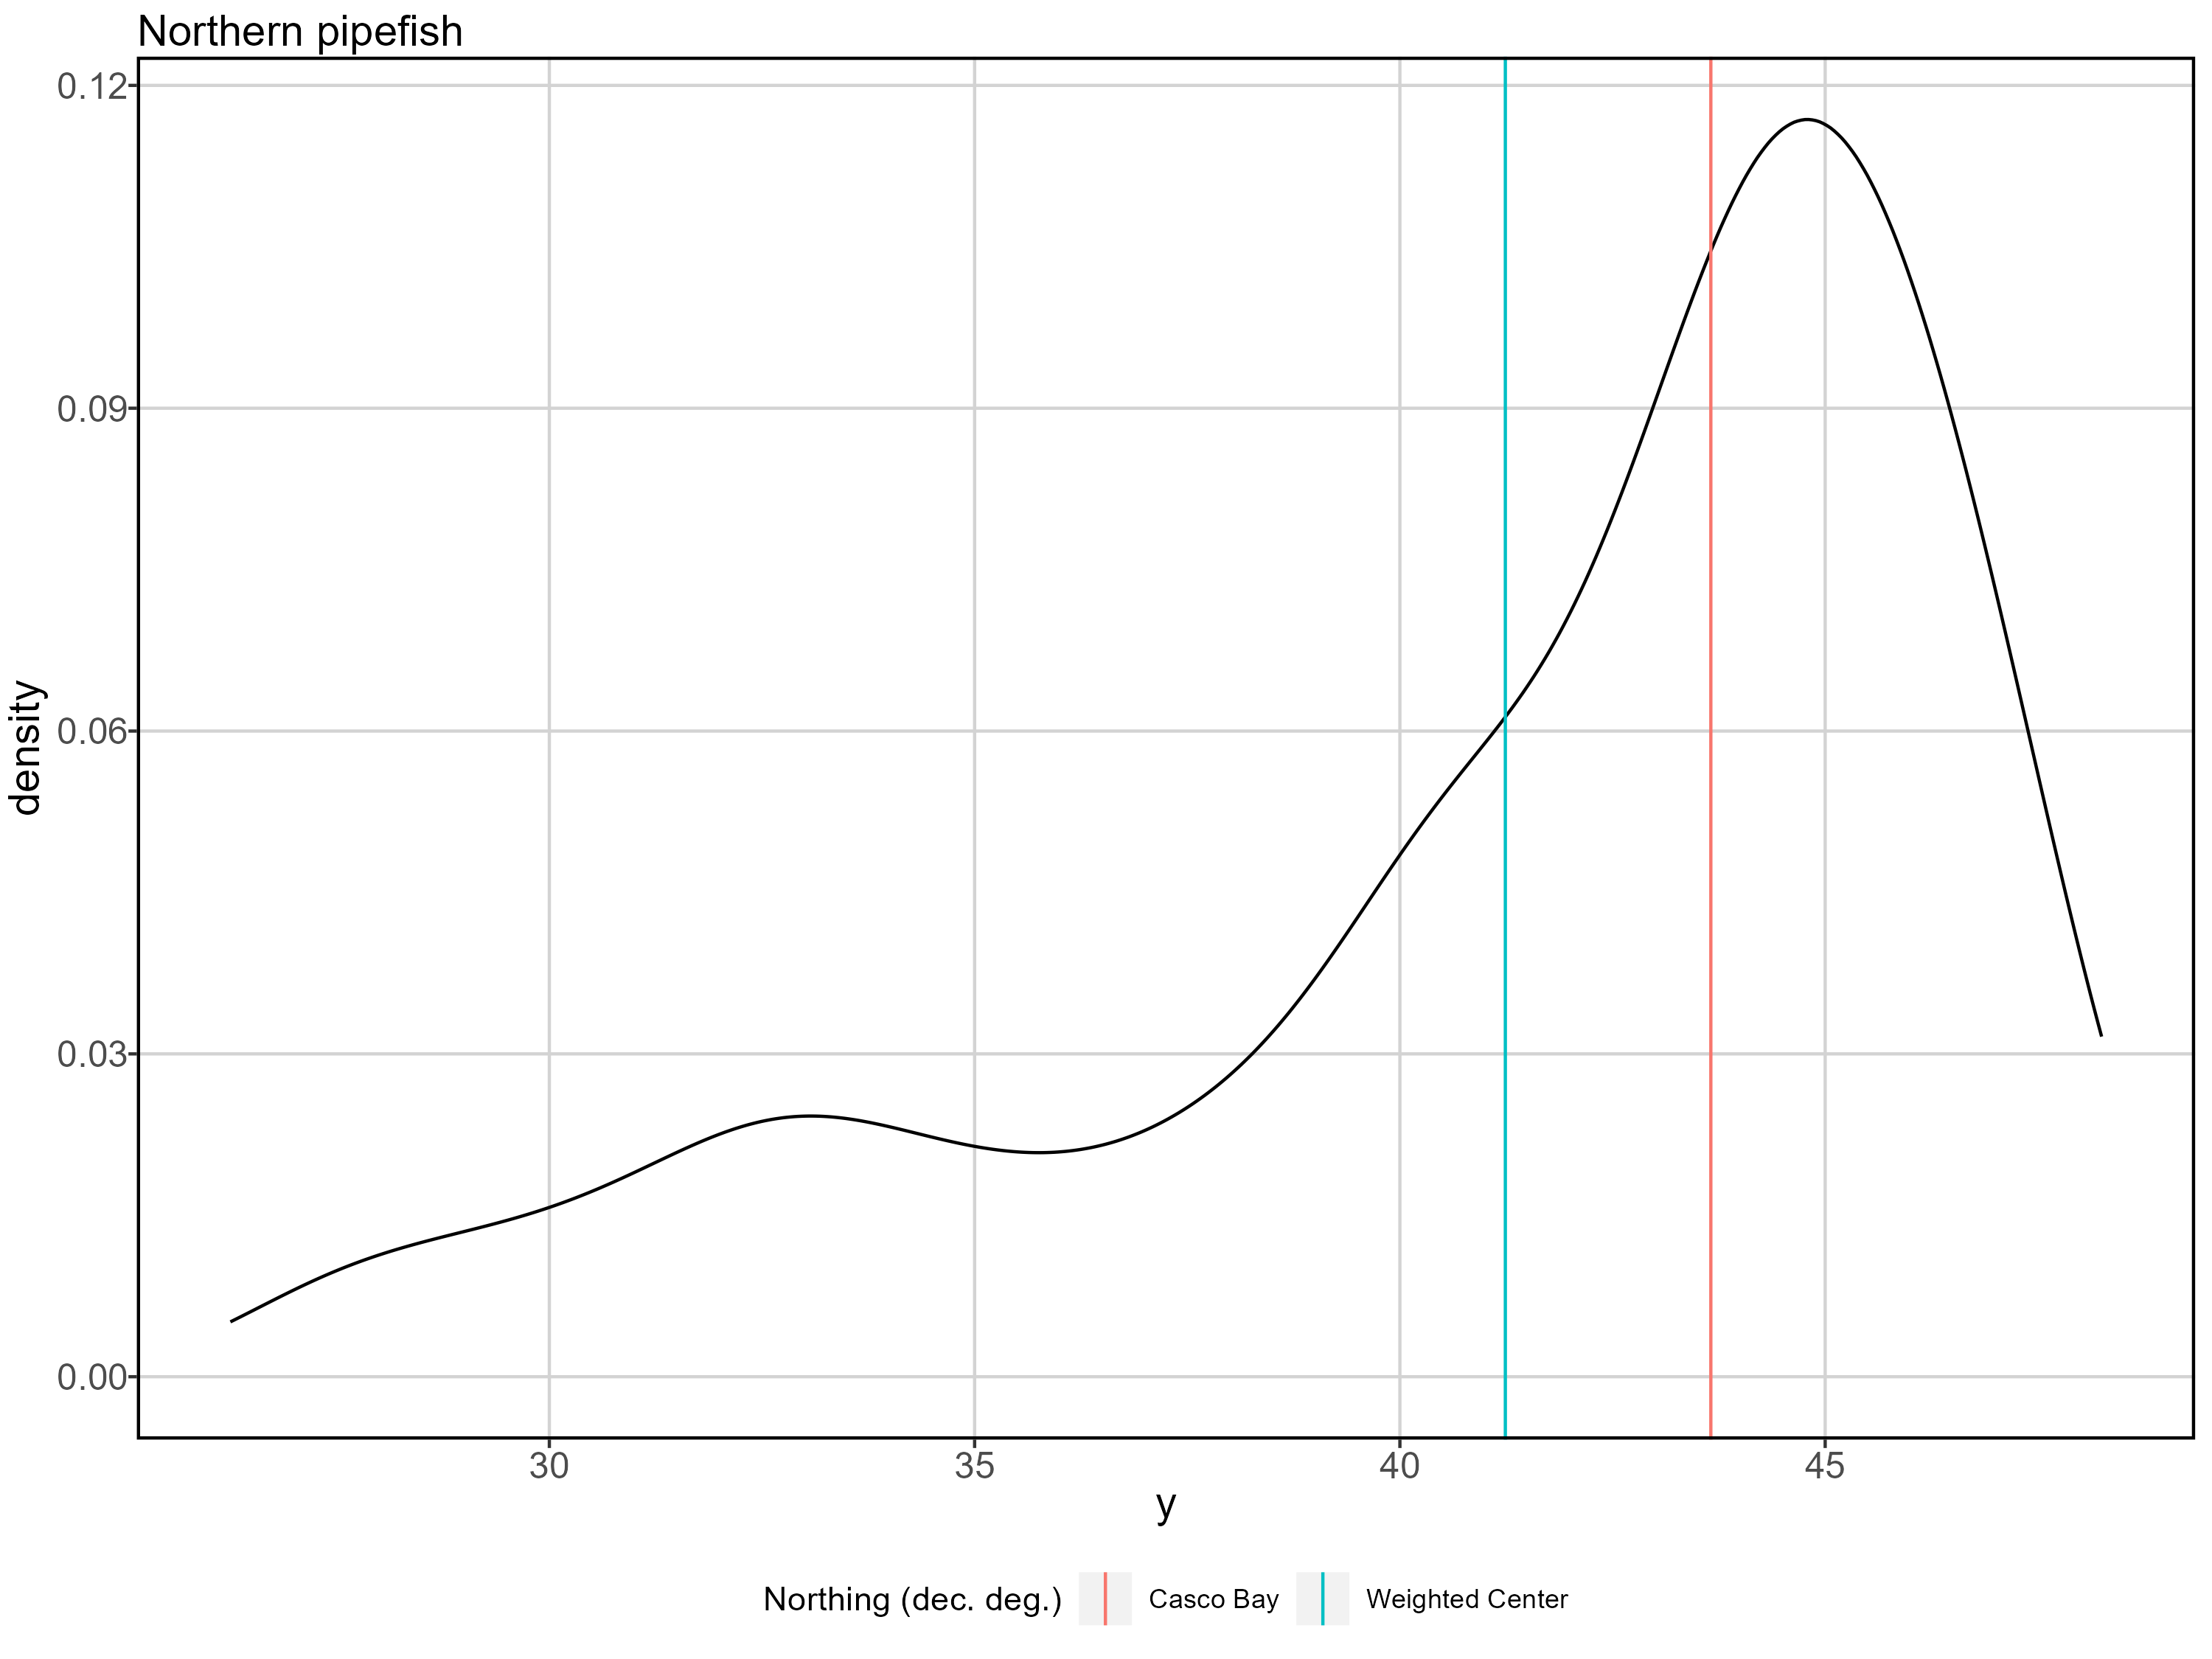 Northern pipefish
0.12
0.09
0.06
0.03
0.00
density
30 35 40 45
y
Northing (dec. deg.) Casco Bay Weighted Center